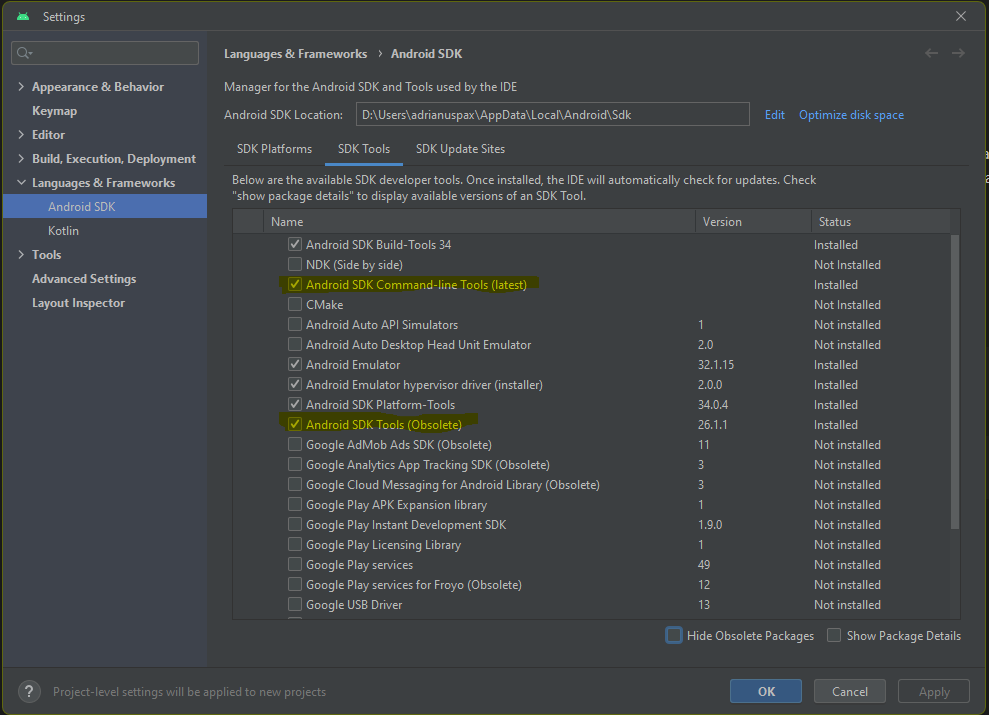 Settings
Languages & Frameworks › Android SDK
Appearance & Behavior
Keymap
Editor
Build, Execution, Deployment
Languages & Frameworks
Android SDK
Kotlin
Tools
Advanced Settings
Layout Inspector
Manager for the Android SDK and Tools used by the IDE
Android SDK Location: D:\Users\adrianuspax\AppData\Local\Android\Sdk Edit Optimize disk space
SDK Platforms SDK Tools SDK Update Sites
Below are the available SDK developer tools. Once installed, the IDE will automatically check for updates. Check
"show package details" to display available versions of an SDK Tool.
Name Version Status
Android SDK Build-Tools 34 Installed
NDK (Side by side) Not Installed
Android SDK Command-line Tools (latest) Installed
CMake Not Installed
Android Auto API Simulators 1 Not installed
Android Auto Desktop Head Unit Emulator 2.0 Not installed
Android Emulator 32.1.15 Installed
Android Emulator hypervisor driver (installer) 2.0.0 Installed
Android SDK Platform-Tools 34.0.4 Installed
Android SDK Tools (Obsolete) 26.1.1 Installed
Google AdMob Ads SDK (Obsolete) 11 Not installed
Google Analytics App Tracking SDK (Obsolete) 3 Not installed
Google Cloud Messaging for Android Library (Obsolete) 3 Not installed
Google Play APK Expansion library 1 Not installed
Google Play Instant Development SDK 1.9.0 Not installed
Google Play Licensing Library 1 Not installed
Google Play services 49 Not installed
Google Play services for Froyo (Obsolete) 12 Not installed
Google USB Driver 13 Not installed
Hide Obsolete Packages Show Package Details
? Project-level settings will be applied to new projects
OK Cancel Apply